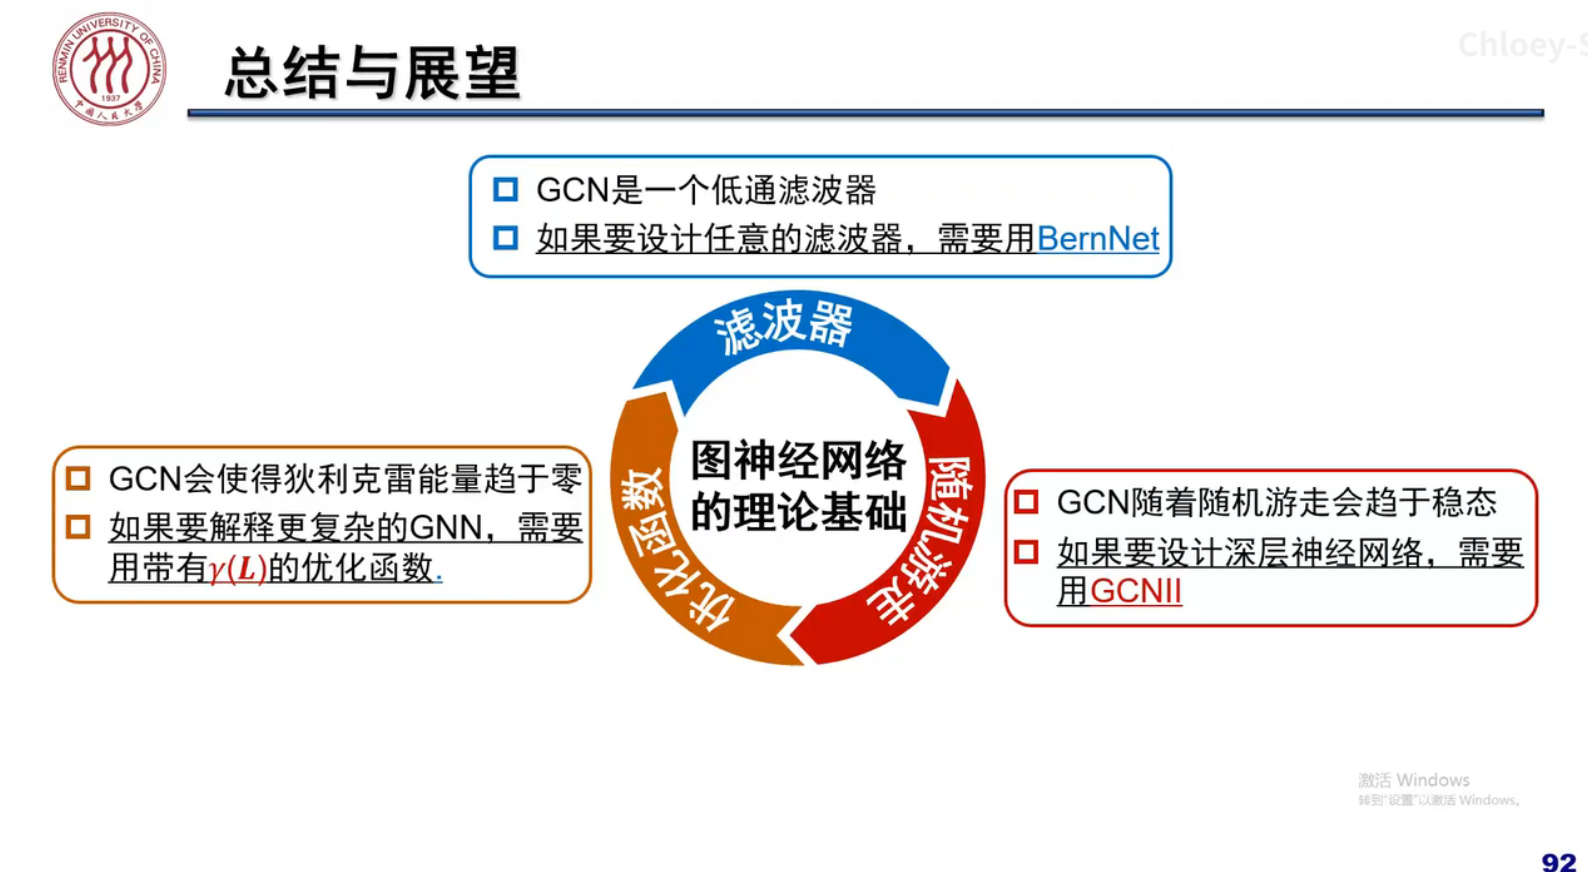 RENMIN UNIVERSITY OF CHINA
1937
中国人民大学
总结与展望
Chloey-S
GCN是一个低通滤波器
如果要设计任意的滤波器，需要用BernNet
滤波器
图神经网络
的理论基础
优化函数
随机游走
GCN会使得狄利克雷能量趋于零
如果要解释更复杂的GNN，需要
用带有γ(L)的优化函数.
GCN随着随机游走会趋于稳态
如果要设计深层神经网络，需要
用GCNII
激活 Windows
转到“设置”以激活 Windows。
92